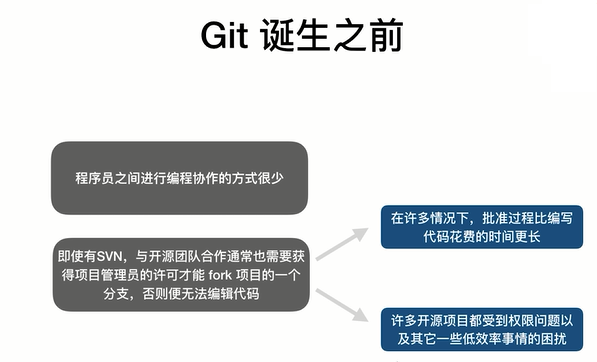 Git 诞生之前
程序员之间进行编程协作的方式很少
即使有SVN，与开源团队合作通常也需要获
得项目管理员的许可才能 fork 项目的一个
分支，否则便无法编辑代码
在许多情况下，批准过程比编写
代码花费的时间更长
许多开源项目都受到权限问题以
及其它一些低效率事情的困扰